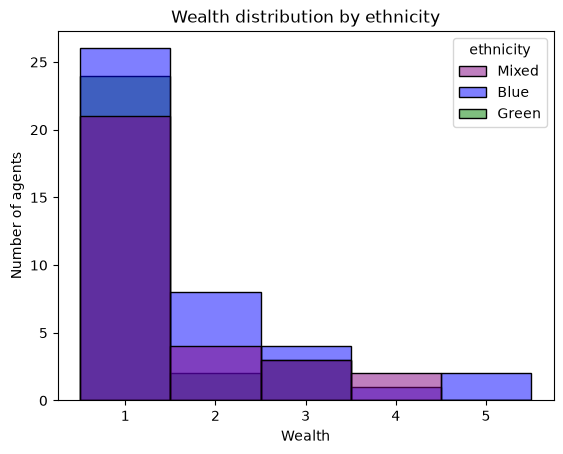 Wealth distribution by ethnicity
ethnicity
Mixed
Blue
Green
Number of agents
25
20
15
10
5
0
1 2 3 4 5
Wealth